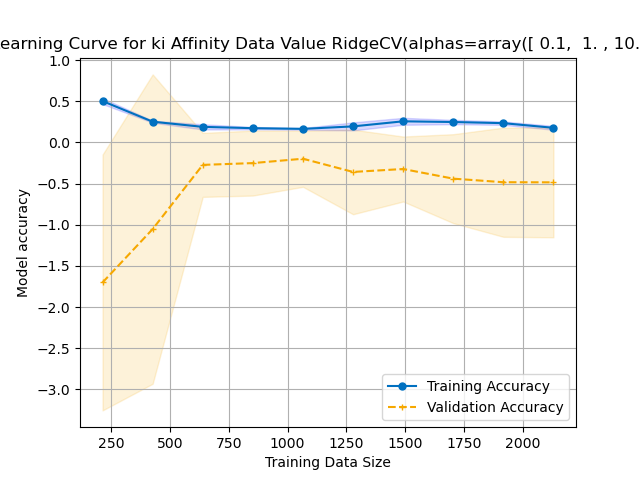 earning Curve for ki Affinity Data Value RidgeCV(alphas=array([ 0.1,  1. , 10.
1.0
0.5
0.0
−0.5
−1.0
−1.5
−2.0
−2.5
−3.0
Model accuracy
Training Accuracy
Validation Accuracy
250 500 750 1000 1250 1500 1750 2000
Training Data Size